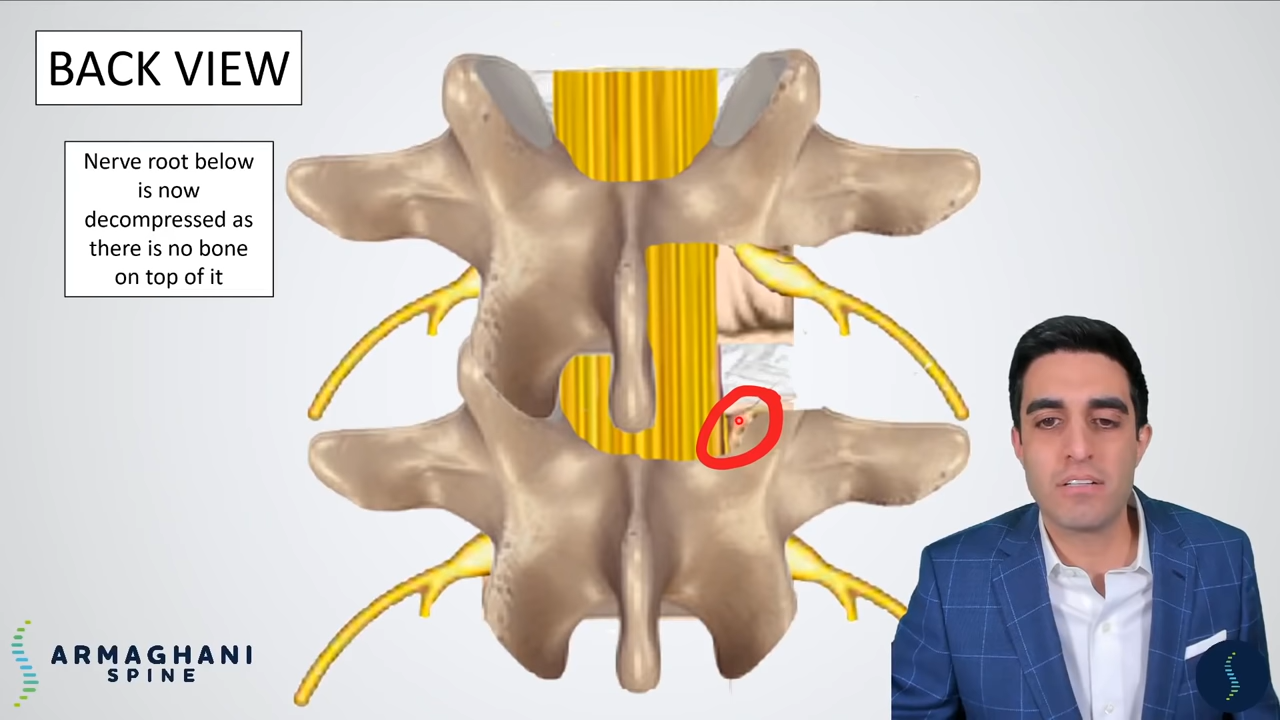 BACK VIEW
Nerve root below
is now
decompressed as
there is no bone
on top of it
ARMAGHANI
SPINE